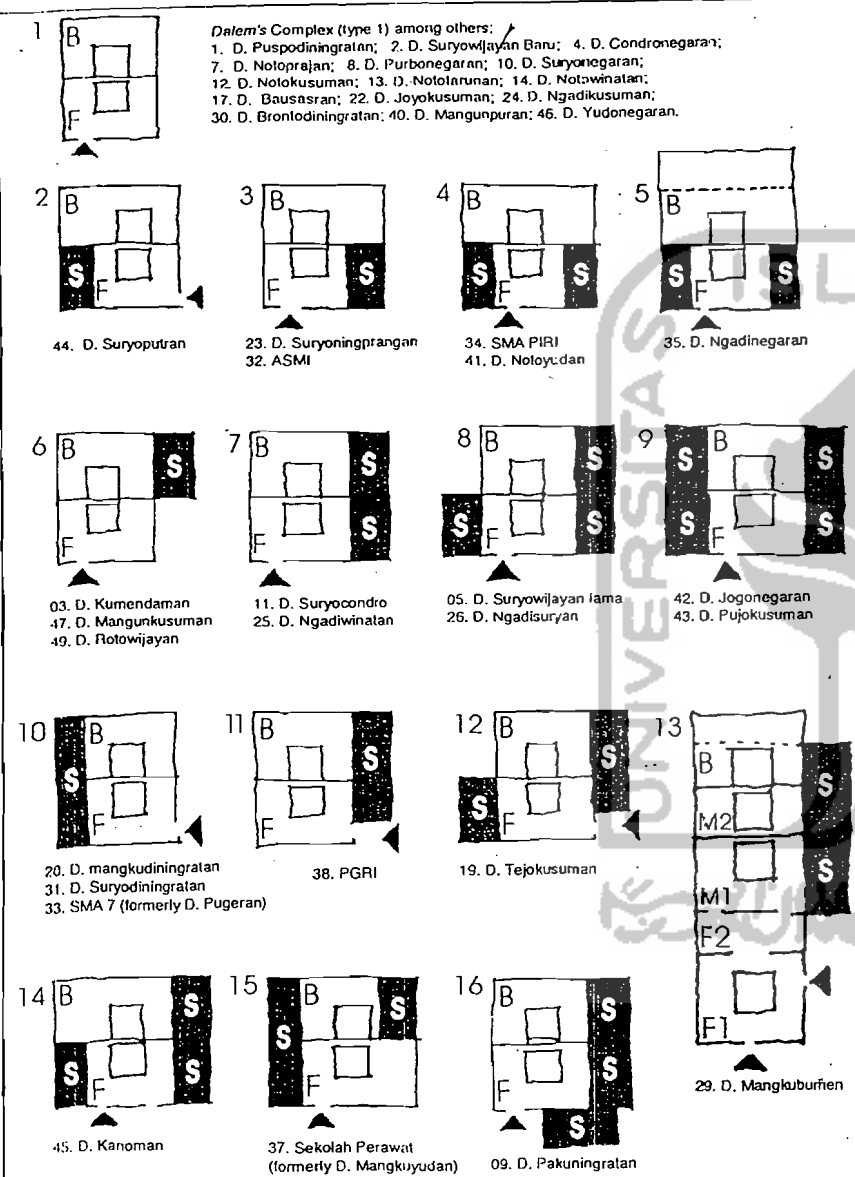 1 B F
Dalem's Complex (type 1) among others:
1. D. Puspodiningratan; 2. D. Suryowijayan Baru; 4. D. Condronegaran;
7. D. Notoprajan; 8. D. Purbonegaran; 10. D. Suryonegaran;
12. D. Notokusuman; 13. D. Nototarunan; 14. D. Notowinatan;
17. D. Bausasran; 22. D. Joyokusuman; 24. D. Ngadikusuman;
30. D. Brontodiningratan; 40. D. Mangunpuran; 46. D. Yudonegaran.
2 B S F
44. D. Suryoputran
3 B F S
23. D. Suryoningprangan
32. ASMI
4 B S F S
34. SMA PIRI
41. D. Notoyudan
5 B S F S
35. D. Ngadinegaran
6 B S F
03. D. Kumendaman
47. D. Mangunkusuman
49. D. Rotowijayan
7 B S F S
11. D. Suryocondro
25. D. Ngadiwinatan
8 B S S F S
05. D. Suryowijayan lama
26. D. Ngadisuryan
9 S B S F S
42. D. Jogonegaran
43. D. Pujokusuman
10 B S F
20. D. mangkudiningratan
31. D. Suryodiningratan
33. SMA 7 (formerly D. Pugeran)
11 B S F
38. PGRI
12 B S S F
19. D. Tejokusuman
13 B S M2 S M1 F2 F1
29. D. Mangkubumen
14 B S S F S
45. D. Kanoman
15 B S S F
37. Sekolah Perawat
(formerly D. Mangkuyudan)
16 B S S F S
09. D. Pakuningratan
UNIVERSITAS
ISL